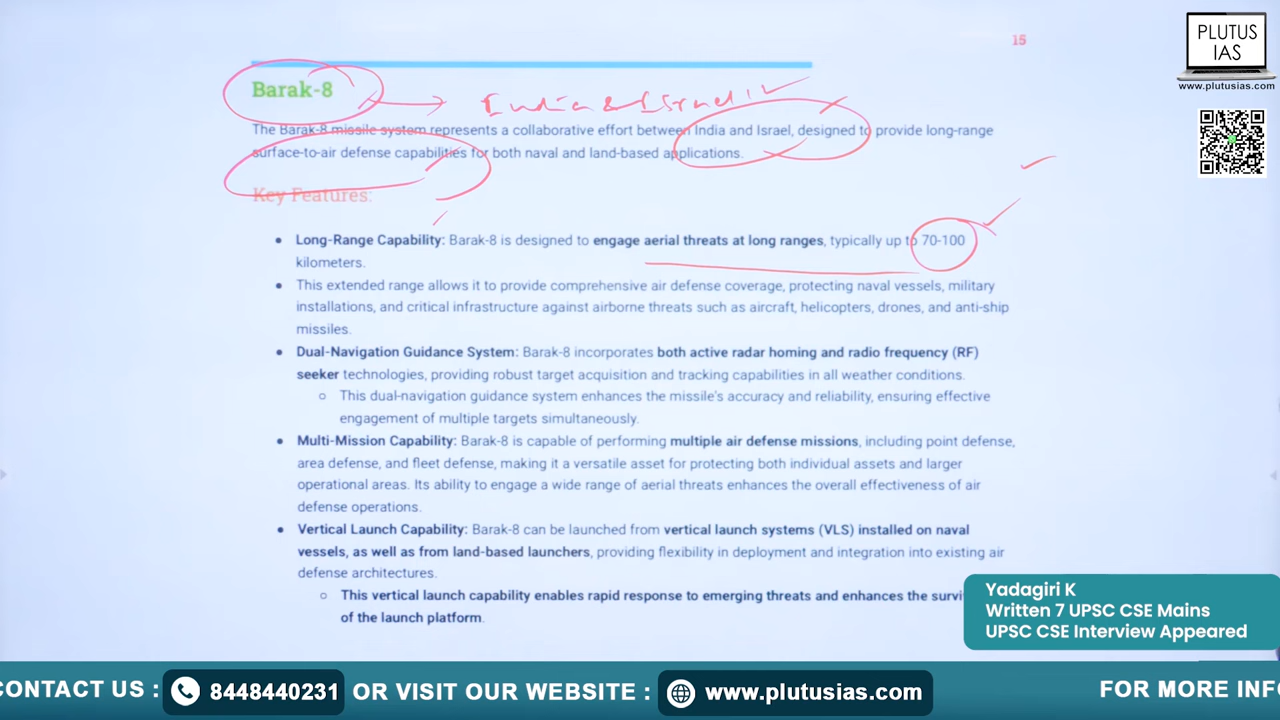 15
PLUTUS
IAS
www.plutusias.com
Barak-8
India & Israel
The Barak-8 missile system represents a collaborative effort between India and Israel, designed to provide long-range
surface-to-air defense capabilities for both naval and land-based applications.
Key Features:
• Long-Range Capability: Barak-8 is designed to engage aerial threats at long ranges, typically up to 70-100
kilometers.
• This extended range allows it to provide comprehensive air defense coverage, protecting naval vessels, military
installations, and critical infrastructure against airborne threats such as aircraft, helicopters, drones, and anti-ship
missiles.
• Dual-Navigation Guidance System: Barak-8 incorporates both active radar homing and radio frequency (RF)
seeker technologies, providing robust target acquisition and tracking capabilities in all weather conditions.
○ This dual-navigation guidance system enhances the missile's accuracy and reliability, ensuring effective
engagement of multiple targets simultaneously.
• Multi-Mission Capability: Barak-8 is capable of performing multiple air defense missions, including point defense,
area defense, and fleet defense, making it a versatile asset for protecting both individual assets and larger
operational areas. Its ability to engage a wide range of aerial threats enhances the overall effectiveness of air
defense operations.
• Vertical Launch Capability: Barak-8 can be launched from vertical launch systems (VLS) installed on naval
vessels, as well as from land-based launchers, providing flexibility in deployment and integration into existing air
defense architectures.
○ This vertical launch capability enables rapid response to emerging threats and enhances the survi
of the launch platform.
Yadagiri K
Written 7 UPSC CSE Mains
UPSC CSE Interview Appeared
CONTACT US : 8448440231 OR VISIT OUR WEBSITE : www.plutusias.com FOR MORE INF